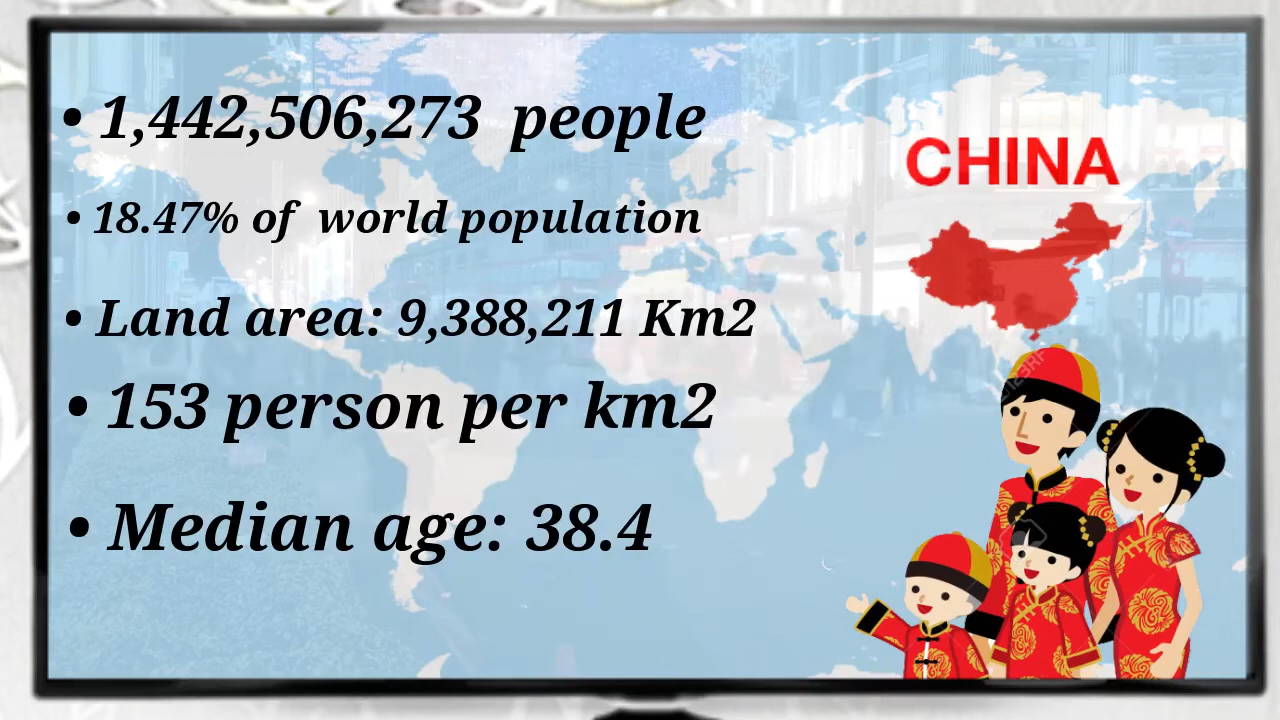 • 1,442,506,273 people
• 18.47% of world population
• Land area: 9,388,211 Km2
• 153 person per km2
• Median age: 38.4
CHINA
123RF